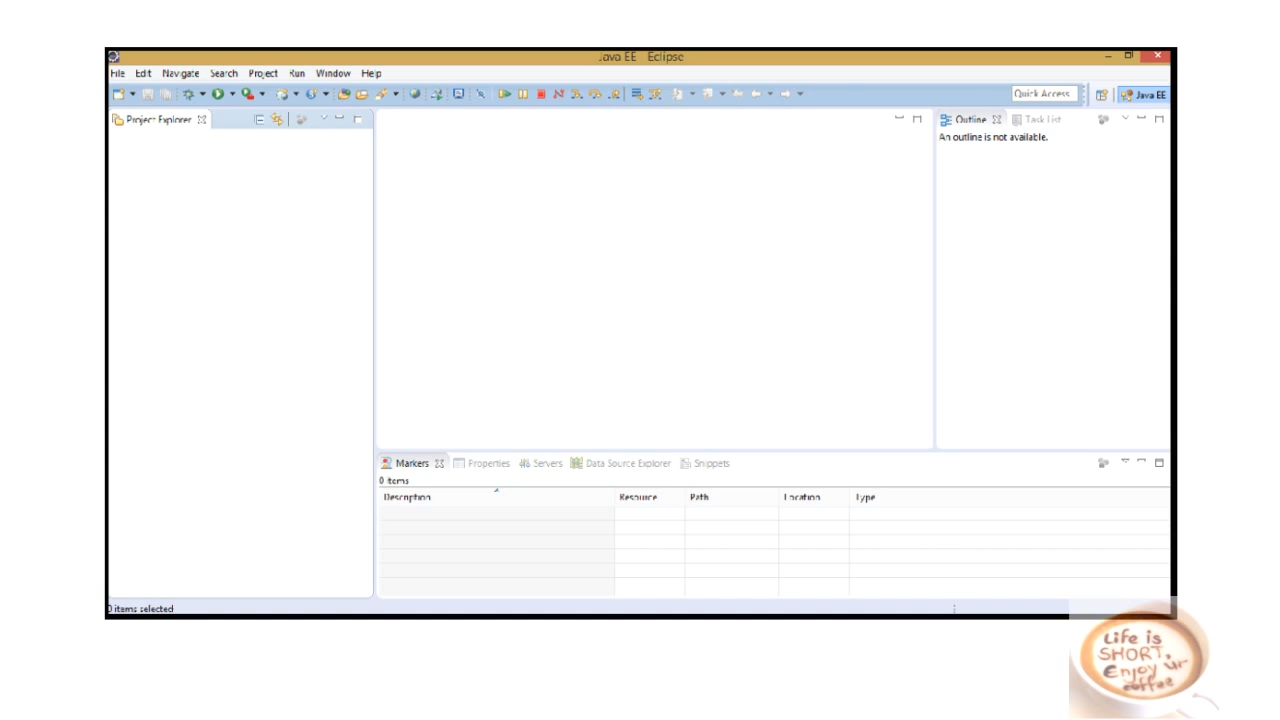 Java EE - Eclipse
File Edit Navigate Search Project Run Window Help
Quick Access
Java EE
Project Explorer
Outline Task List
An outline is not available.
Markers Properties Servers Data Source Explorer Snippets
0 items
Description Resource Path Location Type
0 items selected
Life is
SHORT,
Enjoy ur
coffee